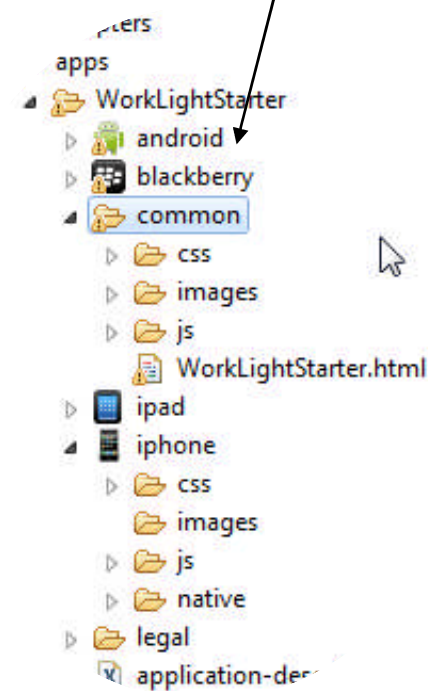 apps
WorkLightStarter
android
blackberry
common
css
images
js
WorkLightStarter.html
ipad
iphone
css
images
js
native
legal